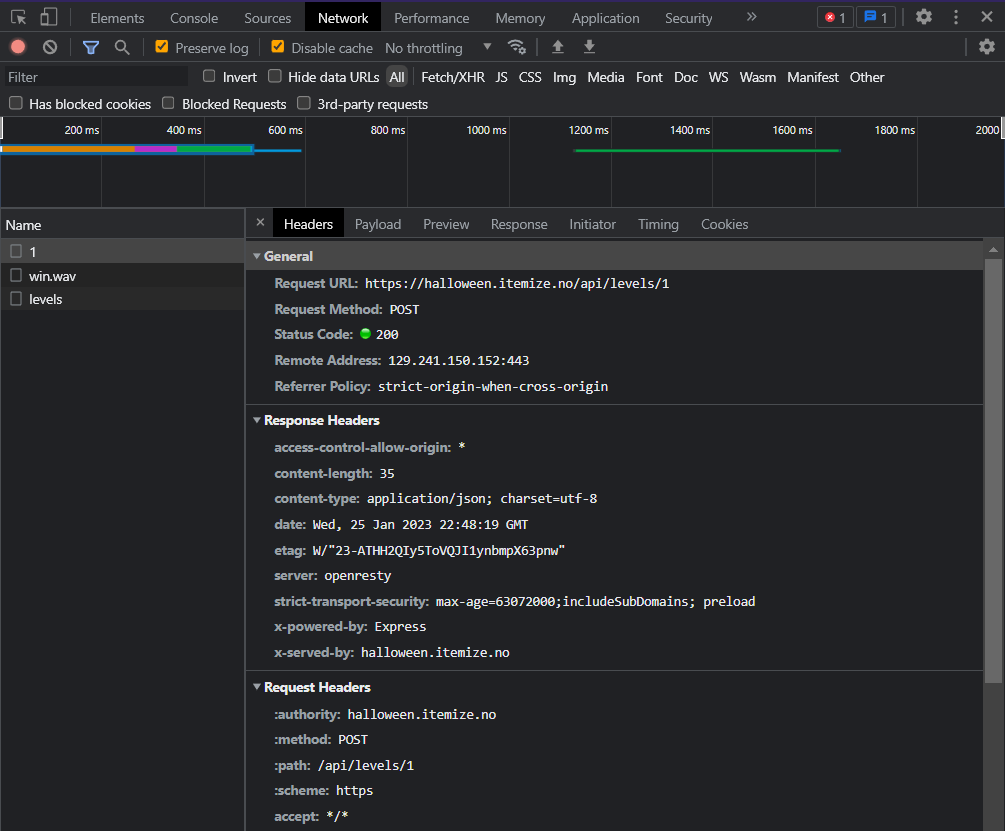 Elements Console Sources Network Performance Memory Application Security » 1 1
Preserve log Disable cache No throttling
Filter Invert Hide data URLs All Fetch/XHR JS CSS Img Media Font Doc WS Wasm Manifest Other
Has blocked cookies Blocked Requests 3rd-party requests
200 ms 400 ms 600 ms 800 ms 1000 ms 1200 ms 1400 ms 1600 ms 1800 ms 2000
Name
1
win.wav
levels
× Headers Payload Preview Response Initiator Timing Cookies
General
Request URL: https://halloween.itemize.no/api/levels/1
Request Method: POST
Status Code: 200
Remote Address: 129.241.150.152:443
Referrer Policy: strict-origin-when-cross-origin
Response Headers
access-control-allow-origin: *
content-length: 35
content-type: application/json; charset=utf-8
date: Wed, 25 Jan 2023 22:48:19 GMT
etag: W/"23-ATHH2QIy5ToVQJI1ynbmpX63pnw"
server: openresty
strict-transport-security: max-age=63072000;includeSubDomains; preload
x-powered-by: Express
x-served-by: halloween.itemize.no
Request Headers
:authority: halloween.itemize.no
:method: POST
:path: /api/levels/1
:scheme: https
accept: */*